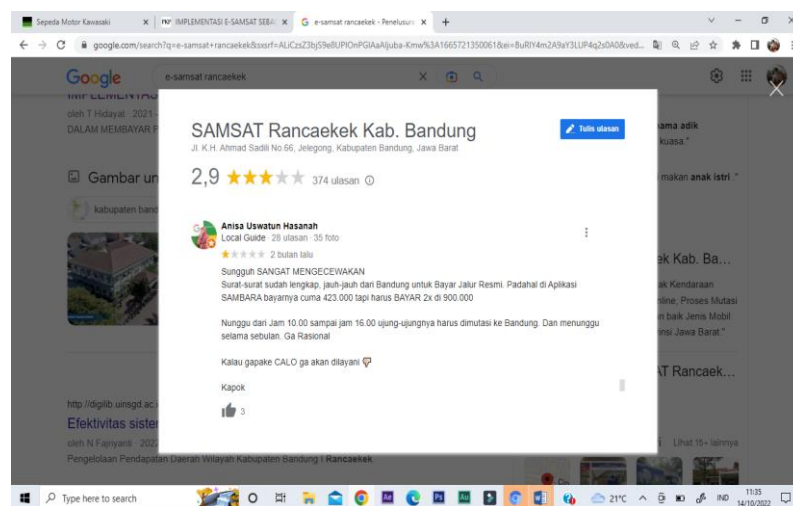 Sepeda Motor Kawasaki
IMPLEMENTASI E-SAMSAT SEBA
e-samsat rancaekek - Penelusura
google.com/search?q=e-samsat+rancaekek&sxsrf=
Google
e-samsat rancaekek
oleh T Hidayat · 2021
DALAM MEMBAYAR P
Gambar un
kabupaten band
SAMSAT Rancaekek Kab. Bandung
Tulis ulasan
Jl. K.H. Ahmad Sadili No.66, Jelegong, Kabupaten Bandung, Jawa Barat
2,9
374 ulasan
Anisa Uswatun Hasanah
Local Guide · 28 ulasan · 35 foto
2 bulan lalu
Sungguh SANGAT MENGECEWAKAN
Surat-surat sudah lengkap, jauh-jauh dari Bandung untuk Bayar Jalur Resmi. Padahal di Aplikasi
SAMBARA bayarnya cuma 423.000 tapi harus BAYAR 2x di 900.000
Nunggu dari Jam 10.00 sampai jam 16.00 ujung-ujungnya harus dimutasi ke Bandung. Dan menunggu
selama sebulan. Ga Rasional
Kalau gapake CALO ga akan dilayani 👎
Kapok
3
ama adik
kuasa."
makan anak istri ."
ek Kab. Ba...
ak Kendaraan
nline, Proses Mutasi
n baik Jenis Mobil
insi Jawa Barat."
AT Rancaek...
Lihat 15+ lainnya
http://digilib.uinsgd.ac.
Efektivitas sister
oleh N Fajriyanti · 202
Pengelolaan Pendapatan Daerah Wilayah Kabupaten Bandung I Rancaekek.
Type here to search
21°C
IND
11:35
14/10/2022